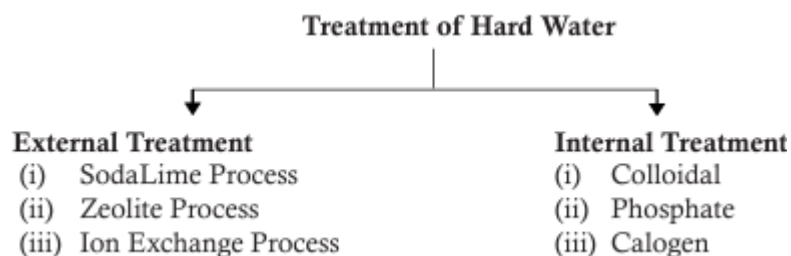 Treatment of Hard Water
External Treatment
(i) SodaLime Process
(ii) Zeolite Process
(iii) Ion Exchange Process
Internal Treatment
(i) Colloidal
(ii) Phosphate
(iii) Calogen